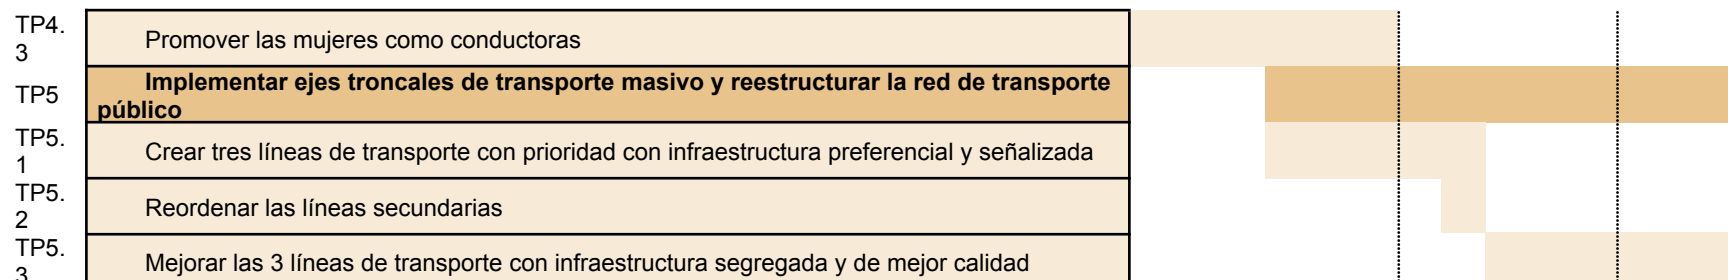 TP4.
3
Promover las mujeres como conductoras
TP5
Implementar ejes troncales de transporte masivo y reestructurar la red de transporte
público
TP5.
1
Crear tres líneas de transporte con prioridad con infraestructura preferencial y señalizada
TP5.
2
Reordenar las líneas secundarias
TP5.
3
Mejorar las 3 líneas de transporte con infraestructura segregada y de mejor calidad